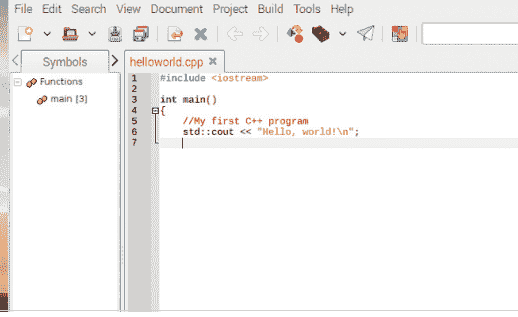 File Edit Search View Document Project Build Tools Help
Symbols
helloworld.cpp
Functions
main [3]
1 #include <iostream>
2
3 int main()
4 {
5 //My first C++ program
6 std::cout << "Hello, world!\n";
7